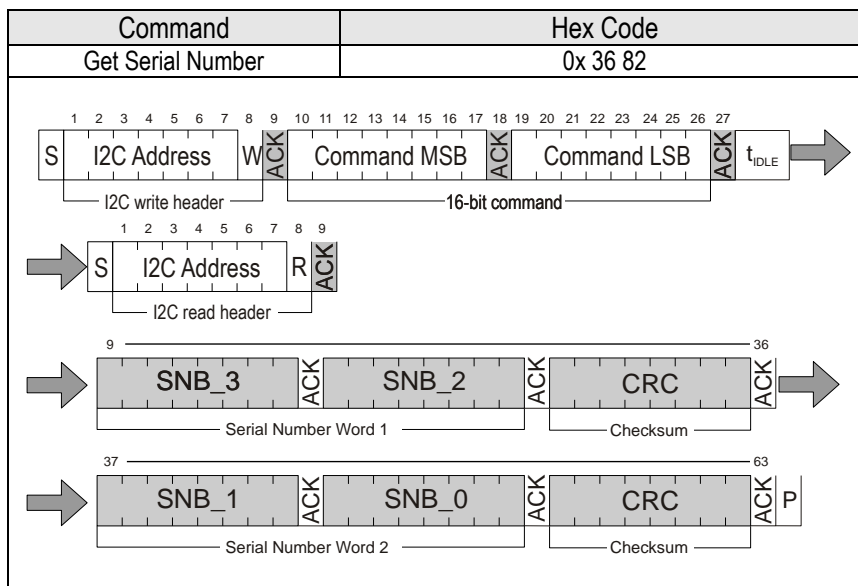 Command Hex Code
Get Serial Number 0x 36 82
1 2 3 4 5 6 7 8 9 10 11 12 13 14 15 16 17 18 19 20 21 22 23 24 25 26 27
S I2C Address W ACK Command MSB ACK Command LSB ACK tIDLE
I2C write header 16-bit command
1 2 3 4 5 6 7 8 9
S I2C Address R ACK
I2C read header
9 36
SNB_3 ACK SNB_2 ACK CRC ACK
Serial Number Word 1 Checksum
37 63
SNB_1 ACK SNB_0 ACK CRC ACK P
Serial Number Word 2 Checksum